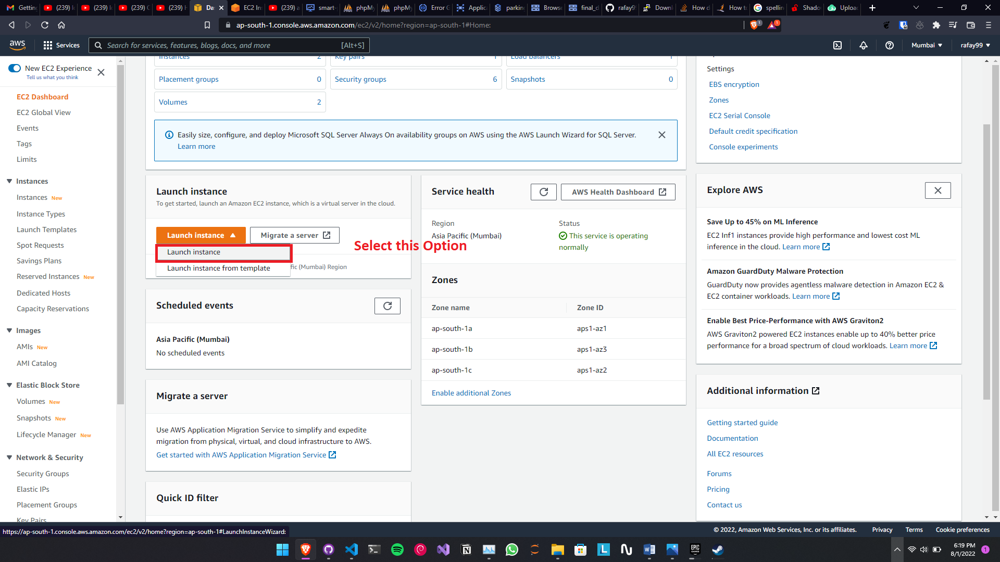 Getting
(239) I
(239) I
(239) C
(239) H
Da
EC2 In
(239) a
smart-
phpMy
phpMy
Error G
Applic
parking
Browse
final_d
rafay9
Downl
How d
How to
spellin
Shado
Uploa
ap-south-1.console.aws.amazon.com/ec2/v2/home?region=ap-south-1#Home:
1
1
aws
Services
Search for services, features, blogs, docs, and more
[Alt+S]
Mumbai
rafay99
New EC2 Experience
Tell us what you think
EC2 Dashboard
EC2 Global View
Events
Tags
Limits
Instances
Instances New
Instance Types
Launch Templates
Spot Requests
Savings Plans
Reserved Instances New
Dedicated Hosts
Capacity Reservations
Images
AMIs New
AMI Catalog
Elastic Block Store
Volumes New
Snapshots New
Lifecycle Manager New
Network & Security
Security Groups
Elastic IPs
Placement Groups
Key Pairs
Instances 2
Key pairs 1
Load balancers 1
Placement groups 0
Security groups 6
Snapshots 0
Volumes 2
Easily size, configure, and deploy Microsoft SQL Server Always On availability groups on AWS using the AWS Launch Wizard for SQL Server.
Learn more
Launch instance
To get started, launch an Amazon EC2 instance, which is a virtual server in the cloud.
Launch instance
Migrate a server
Launch instance
Select this Option
Launch instance from template
fic (Mumbai) Region
Scheduled events
Asia Pacific (Mumbai)
No scheduled events
Migrate a server
Use AWS Application Migration Service to simplify and expedite
migration from physical, virtual, and cloud infrastructure to AWS.
Get started with AWS Application Migration Service
Quick ID filter
Service health
AWS Health Dashboard
Region
Asia Pacific (Mumbai)
Status
This service is operating
normally
Zones
Zone name Zone ID
ap-south-1a aps1-az1
ap-south-1b aps1-az3
ap-south-1c aps1-az2
Enable additional Zones
Settings
EBS encryption
Zones
EC2 Serial Console
Default credit specification
Console experiments
Explore AWS
Save Up to 45% on ML Inference
EC2 Inf1 instances provide high performance and lowest cost ML
inference in the cloud. Learn more
Amazon GuardDuty Malware Protection
GuardDuty now provides agentless malware detection in Amazon EC2 &
EC2 container workloads. Learn more
Enable Best Price-Performance with AWS Graviton2
AWS Graviton2 powered EC2 instances enable up to 40% better price
performance for a broad spectrum of cloud workloads. Learn more
Additional information
Getting started guide
Documentation
All EC2 resources
Forums
Pricing
Contact us
https://ap-south-1.console.aws.amazon.com/ec2/v2/home?region=ap-south-1#LaunchInstanceWizard:
© 2022, Amazon Web Services, Inc. or its affiliates.
Privacy
Terms
Cookie preferences
EPIC
GAMES
6:19 PM
8/1/2022
1